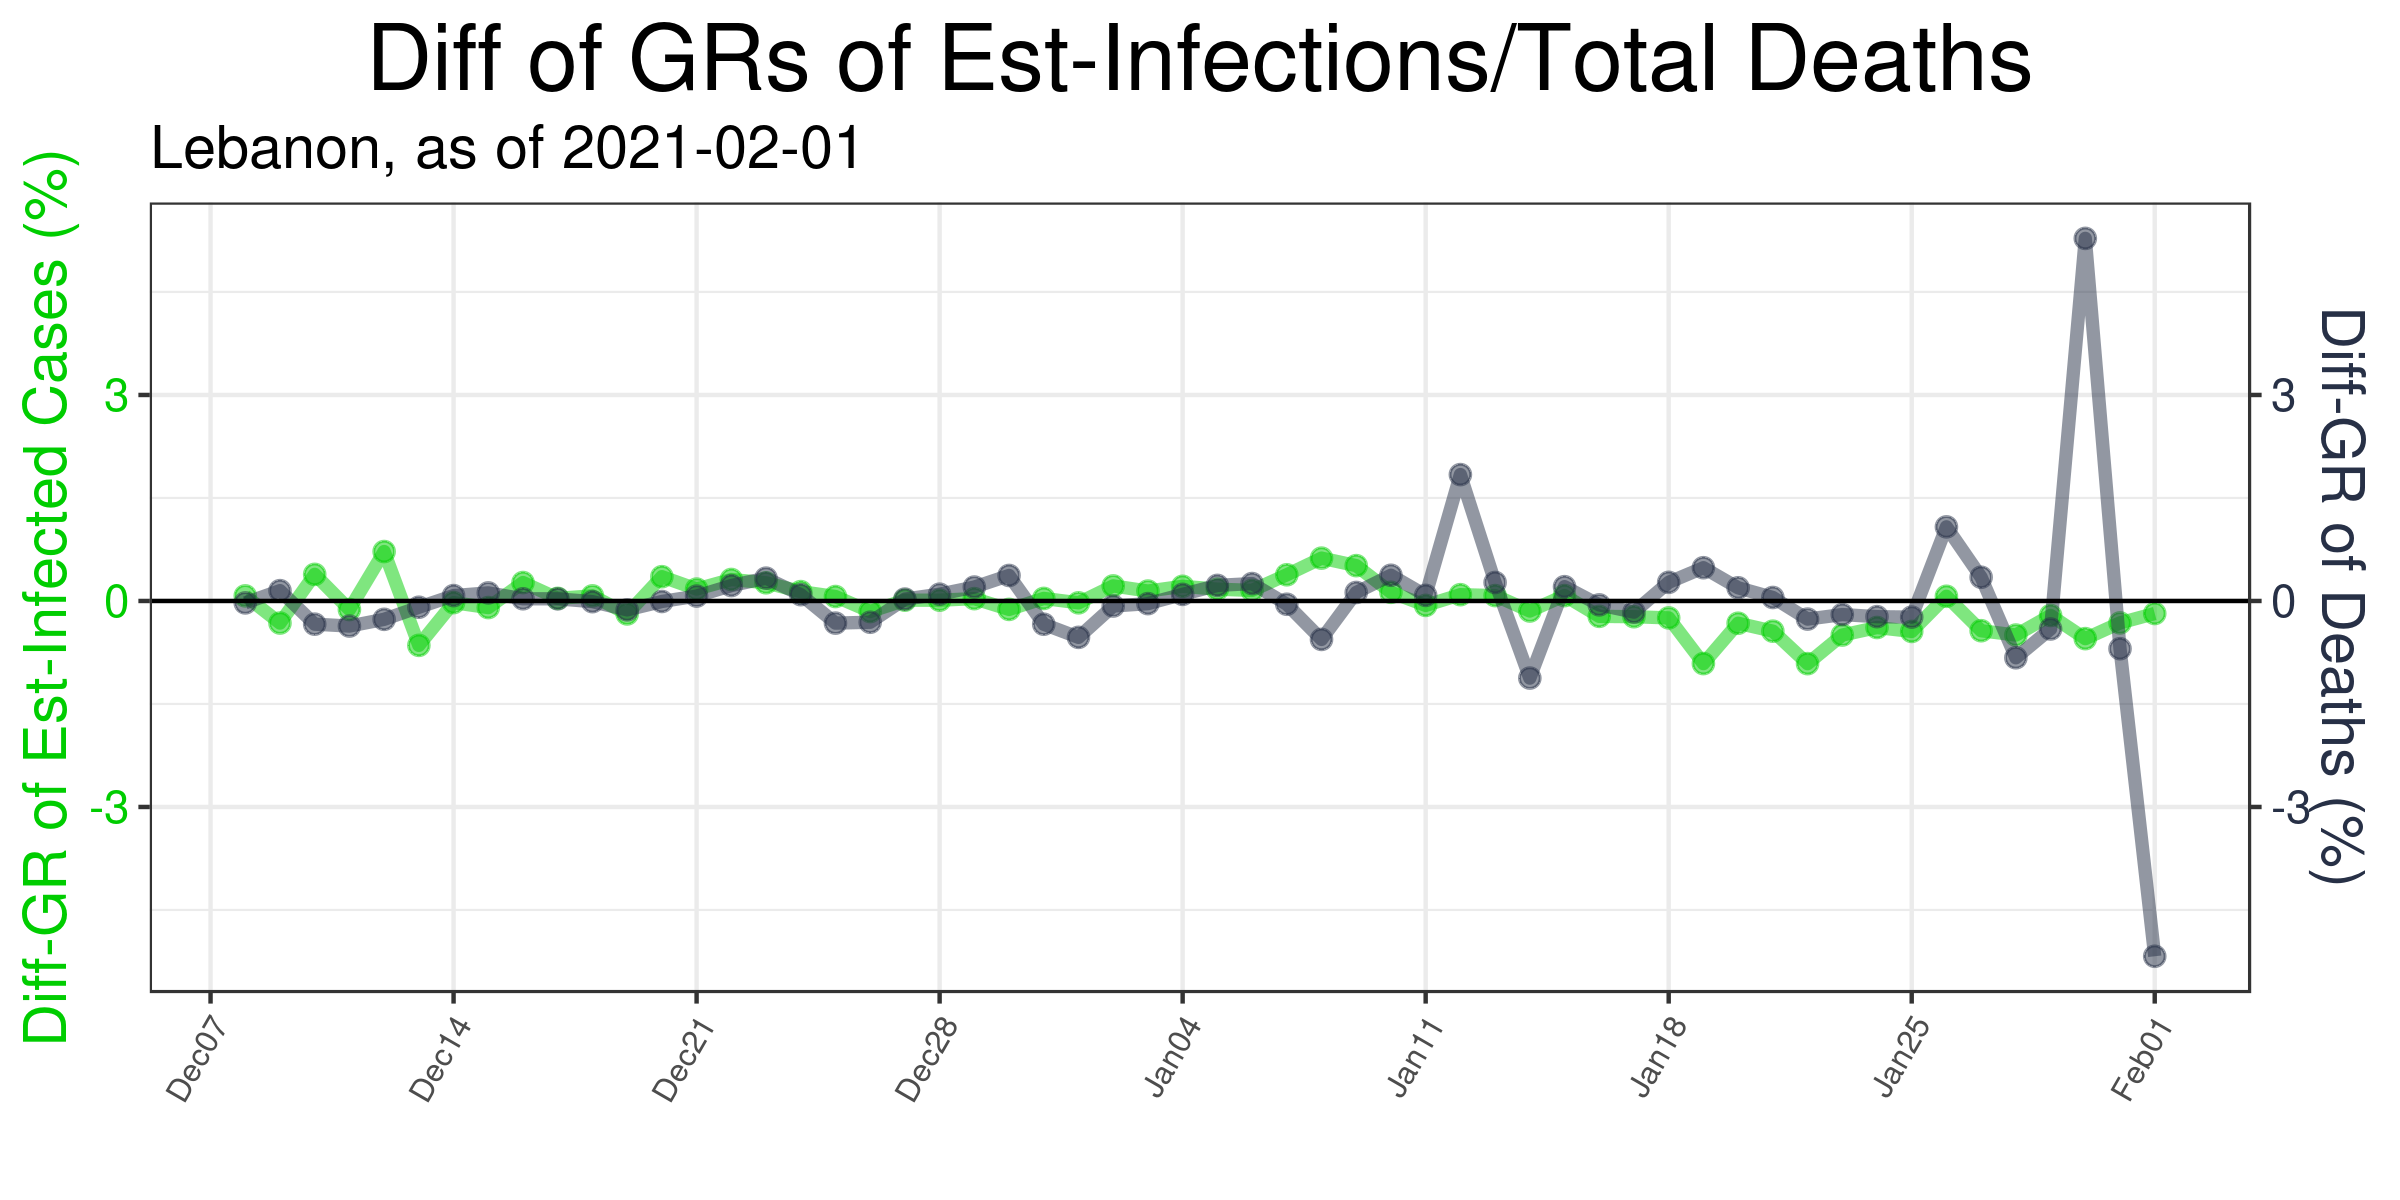 Diff of GRs of Est-Infections/Total Deaths
Lebanon, as of 2021-02-01
Diff-GR of Est-Infected Cases (%)
3
0
-3
3
0
-3
Diff-GR of Deaths (%)
Dec07
Dec14
Dec21
Dec28
Jan04
Jan11
Jan18
Jan25
Feb01